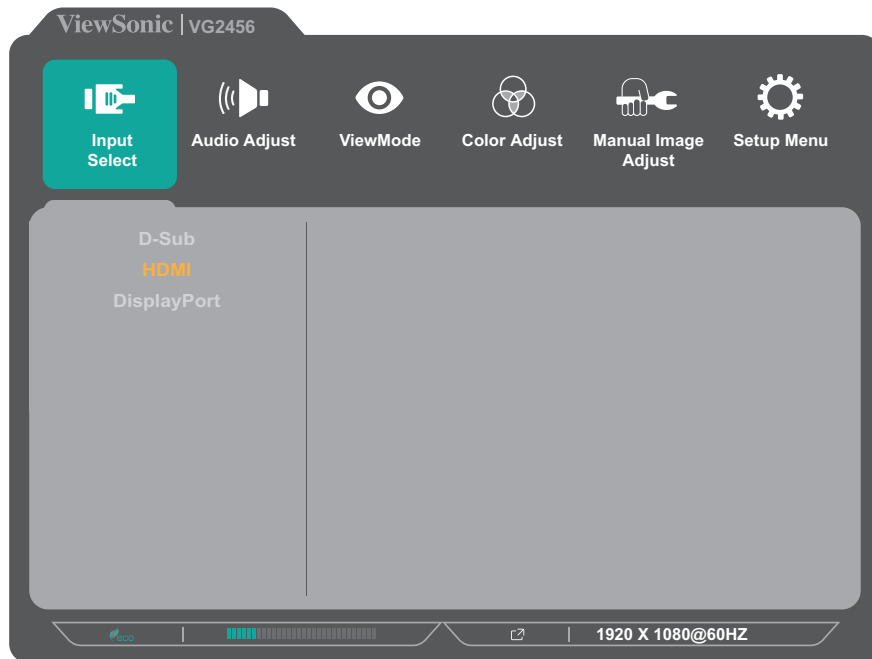 ViewSonic | VG2456
Input Select
Audio Adjust
ViewMode
Color Adjust
Manual Image Adjust
Setup Menu
D-Sub
HDMI
DisplayPort
eco
1920 X 1080@60HZ